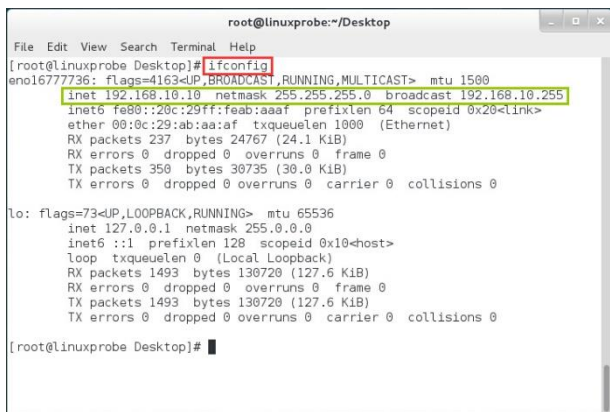 root@linuxprobe:~/Desktop
File Edit View Search Terminal Help
[root@linuxprobe Desktop]# ifconfig
eno16777736: flags=4163<UP,BROADCAST,RUNNING,MULTICAST> mtu 1500
inet 192.168.10.10 netmask 255.255.255.0 broadcast 192.168.10.255
inet6 fe80::20c:29ff:feab:aaaf prefixlen 64 scopeid 0x20<link>
ether 00:0c:29:ab:aa:af txqueuelen 1000 (Ethernet)
RX packets 237 bytes 24767 (24.1 KiB)
RX errors 0 dropped 0 overruns 0 frame 0
TX packets 350 bytes 30735 (30.0 KiB)
TX errors 0 dropped 0 overruns 0 carrier 0 collisions 0
lo: flags=73<UP,LOOPBACK,RUNNING> mtu 65536
inet 127.0.0.1 netmask 255.0.0.0
inet6 ::1 prefixlen 128 scopeid 0x10<host>
loop txqueuelen 0 (Local Loopback)
RX packets 1493 bytes 130720 (127.6 KiB)
RX errors 0 dropped 0 overruns 0 frame 0
TX packets 1493 bytes 130720 (127.6 KiB)
TX errors 0 dropped 0 overruns 0 carrier 0 collisions 0
[root@linuxprobe Desktop]#